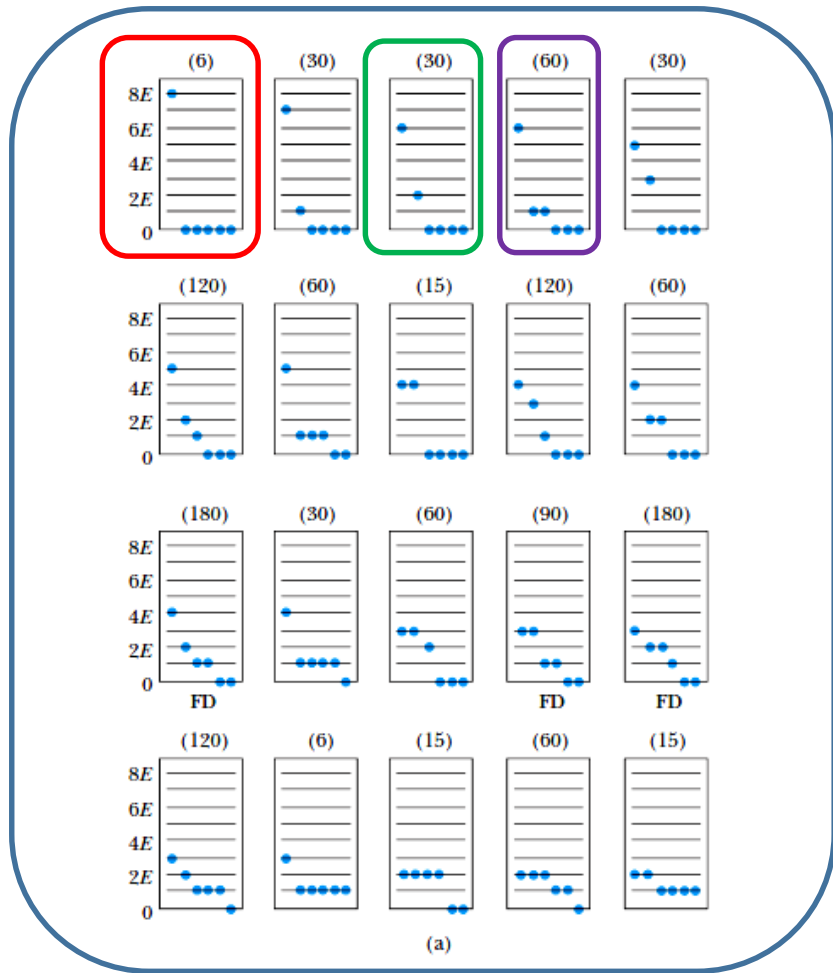 (6) (30) (30) (60) (30)
8E
6E
4E
2E
0
(120) (60) (15) (120) (60)
8E
6E
4E
2E
0
(180) (30) (60) (90) (180)
8E
6E
4E
2E
0
FD FD FD
(120) (6) (15) (60) (15)
8E
6E
4E
2E
0
(a)